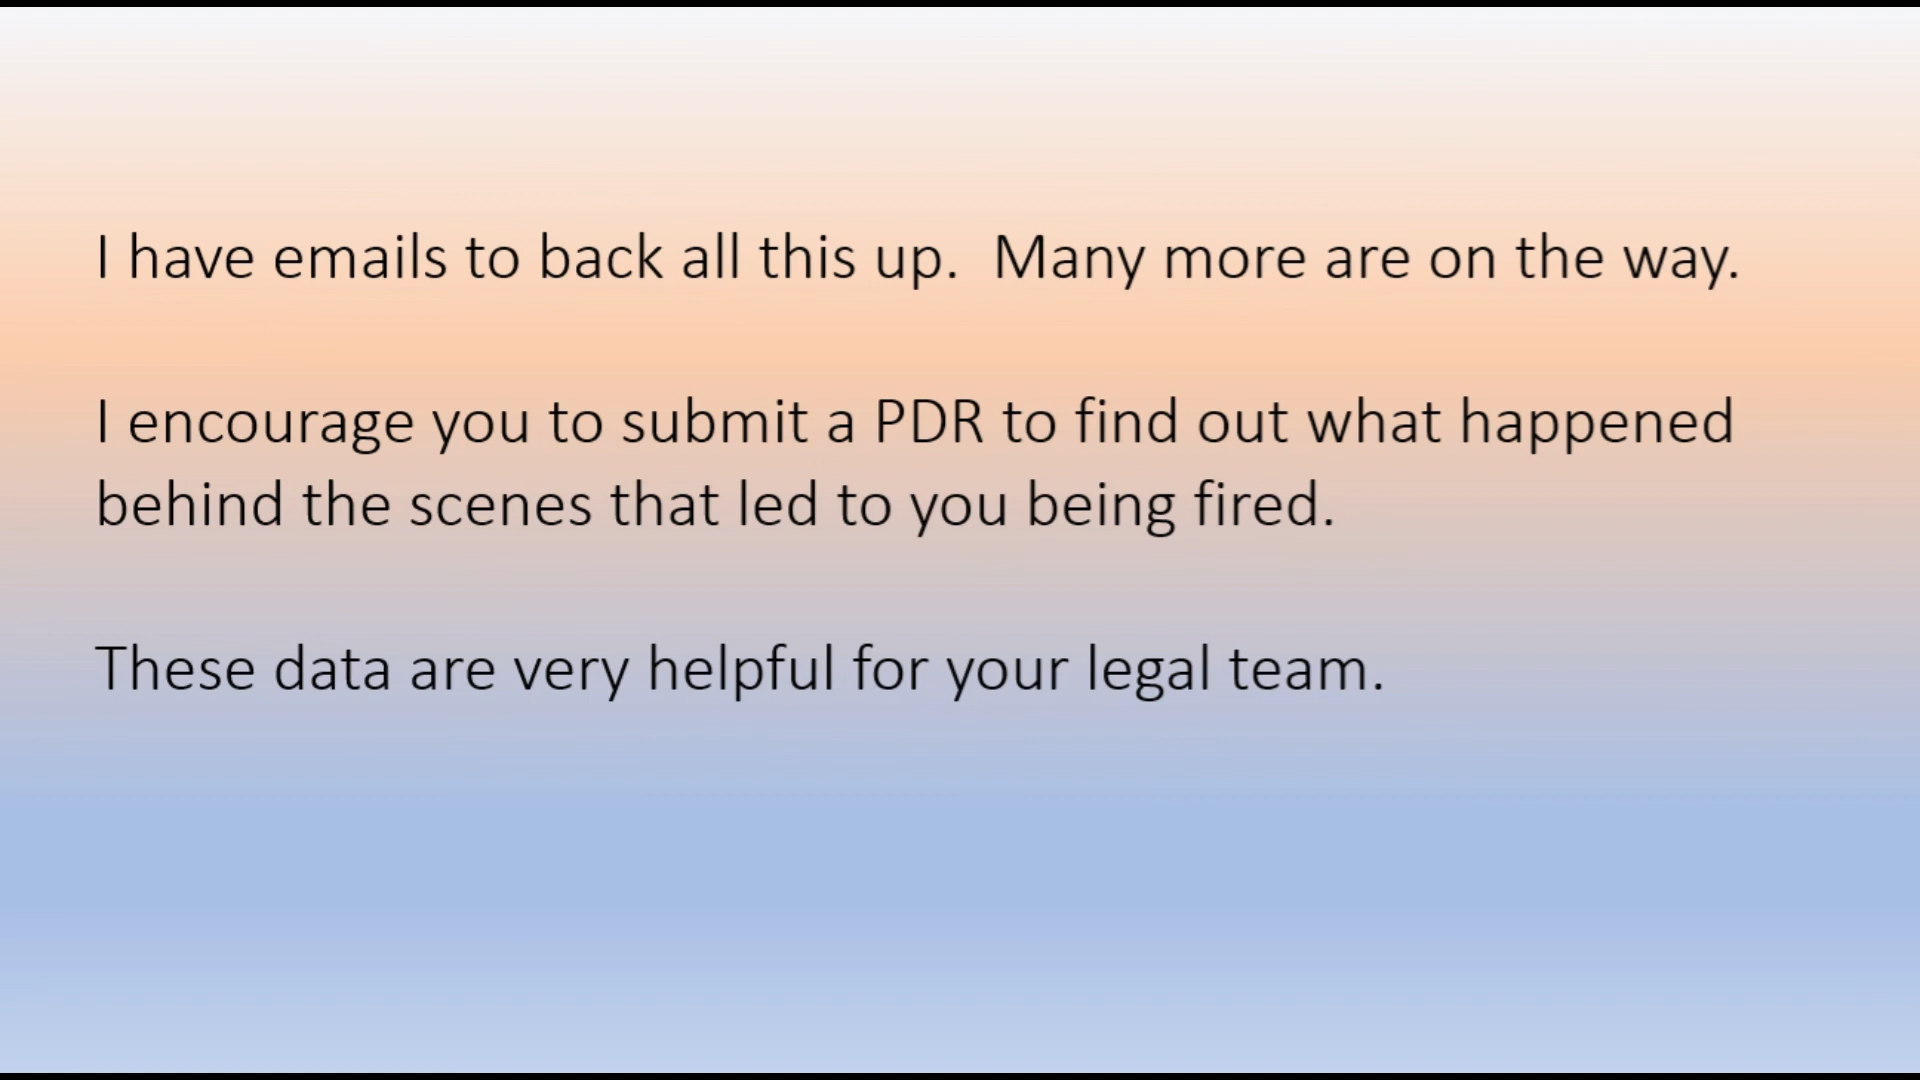 I have emails to back all this up.  Many more are on the way.
I encourage you to submit a PDR to find out what happened
behind the scenes that led to you being fired.
These data are very helpful for your legal team.